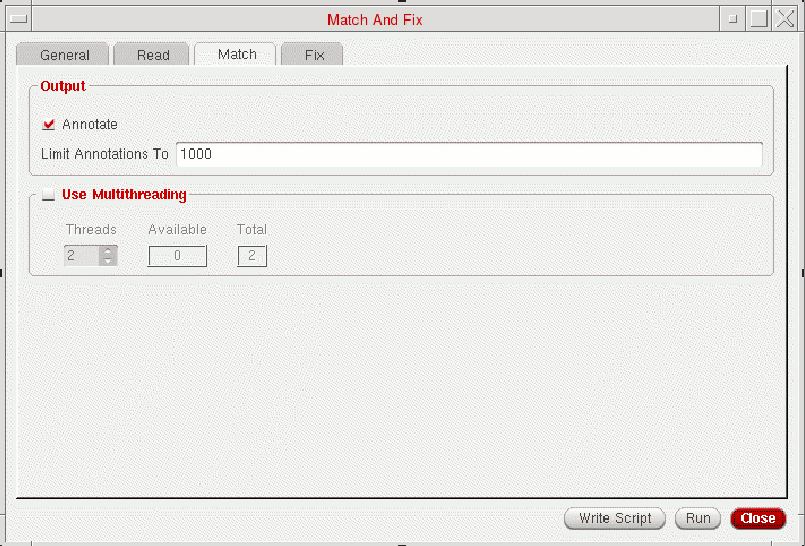 Match And Fix
General Read Match Fix
Output
Annotate
Limit Annotations To 1000
Use Multithreading
Threads Available Total
2 0 2
Write Script Run Close